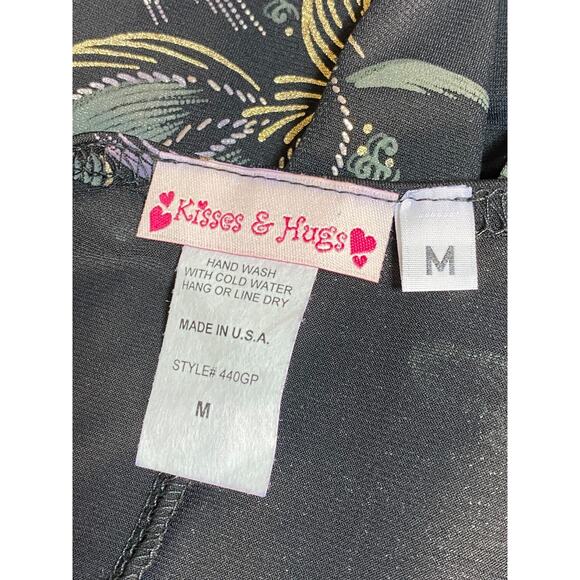 Kisses & Hugs
M
HAND WASH
WITH COLD WATER
HANG OR LINE DRY
MADE IN U.S.A.
STYLE# 440GP
M